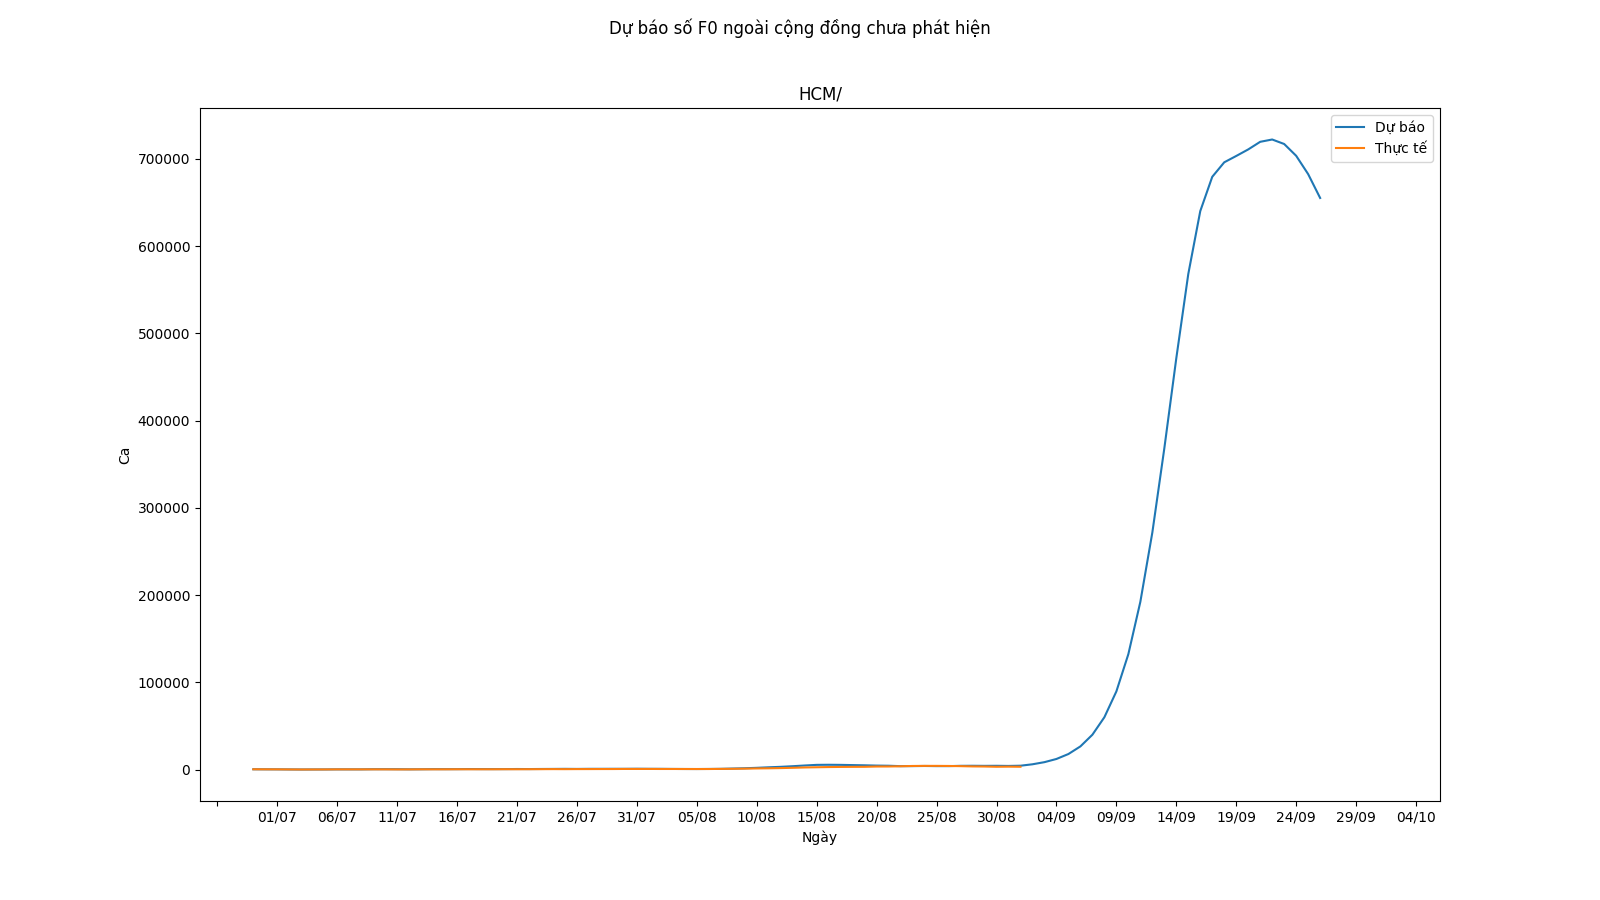 Dự báo số F0 ngoài cộng đồng chưa phát hiện
HCM/
Dự báo
Thực tế
700000
600000
500000
400000
300000
200000
100000
0
Ca
01/07 06/07 11/07 16/07 21/07 26/07 31/07 05/08 10/08 15/08 20/08 25/08 30/08 04/09 09/09 14/09 19/09 24/09 29/09 04/10
Ngày